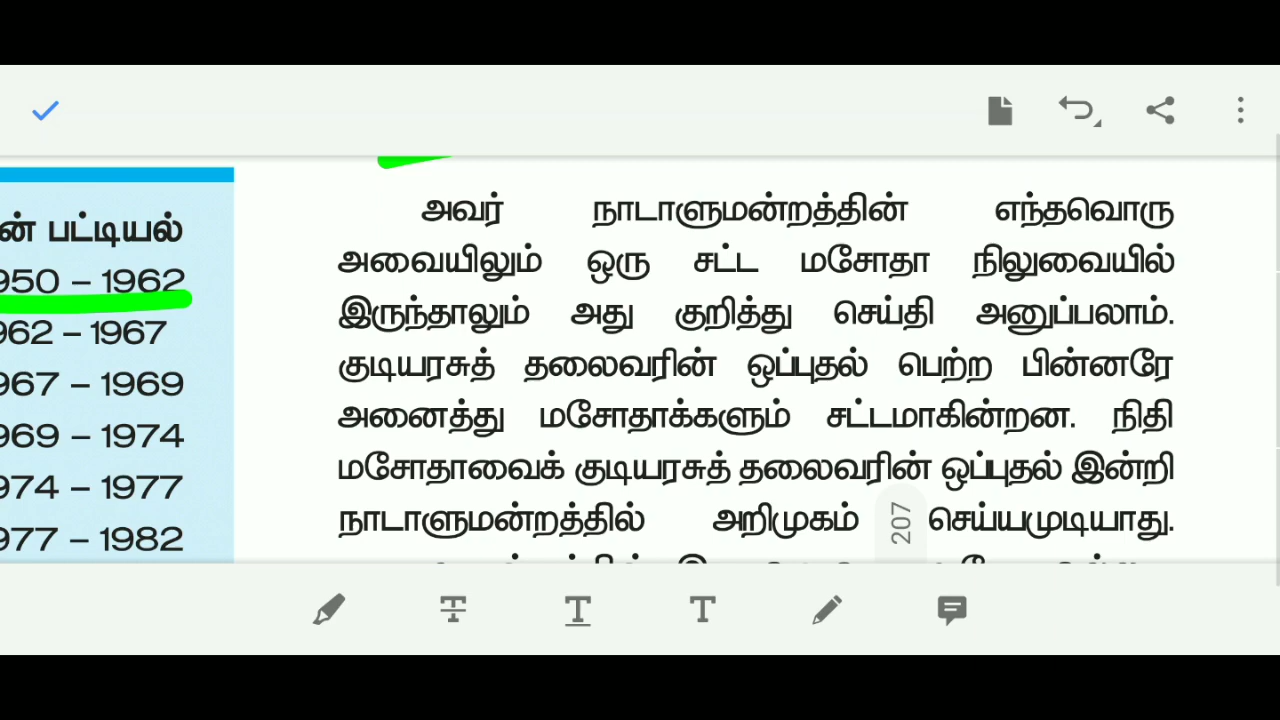 ன் பட்டியல்
950 – 1962
962 – 1967
967 – 1969
969 – 1974
974 – 1977
977 – 1982
அவர் நாடாளுமன்றத்தின் எந்தவொரு
அவையிலும் ஒரு சட்ட மசோதா நிலுவையில்
இருந்தாலும் அது குறித்து செய்தி அனுப்பலாம்.
குடியரசுத் தலைவரின் ஒப்புதல் பெற்ற பின்னரே
அனைத்து மசோதாக்களும் சட்டமாகின்றன. நிதி
மசோதாவைக் குடியரசுத் தலைவரின் ஒப்புதல் இன்றி
நாடாளுமன்றத்தில் அறிமுகம் செய்யமுடியாது.
207